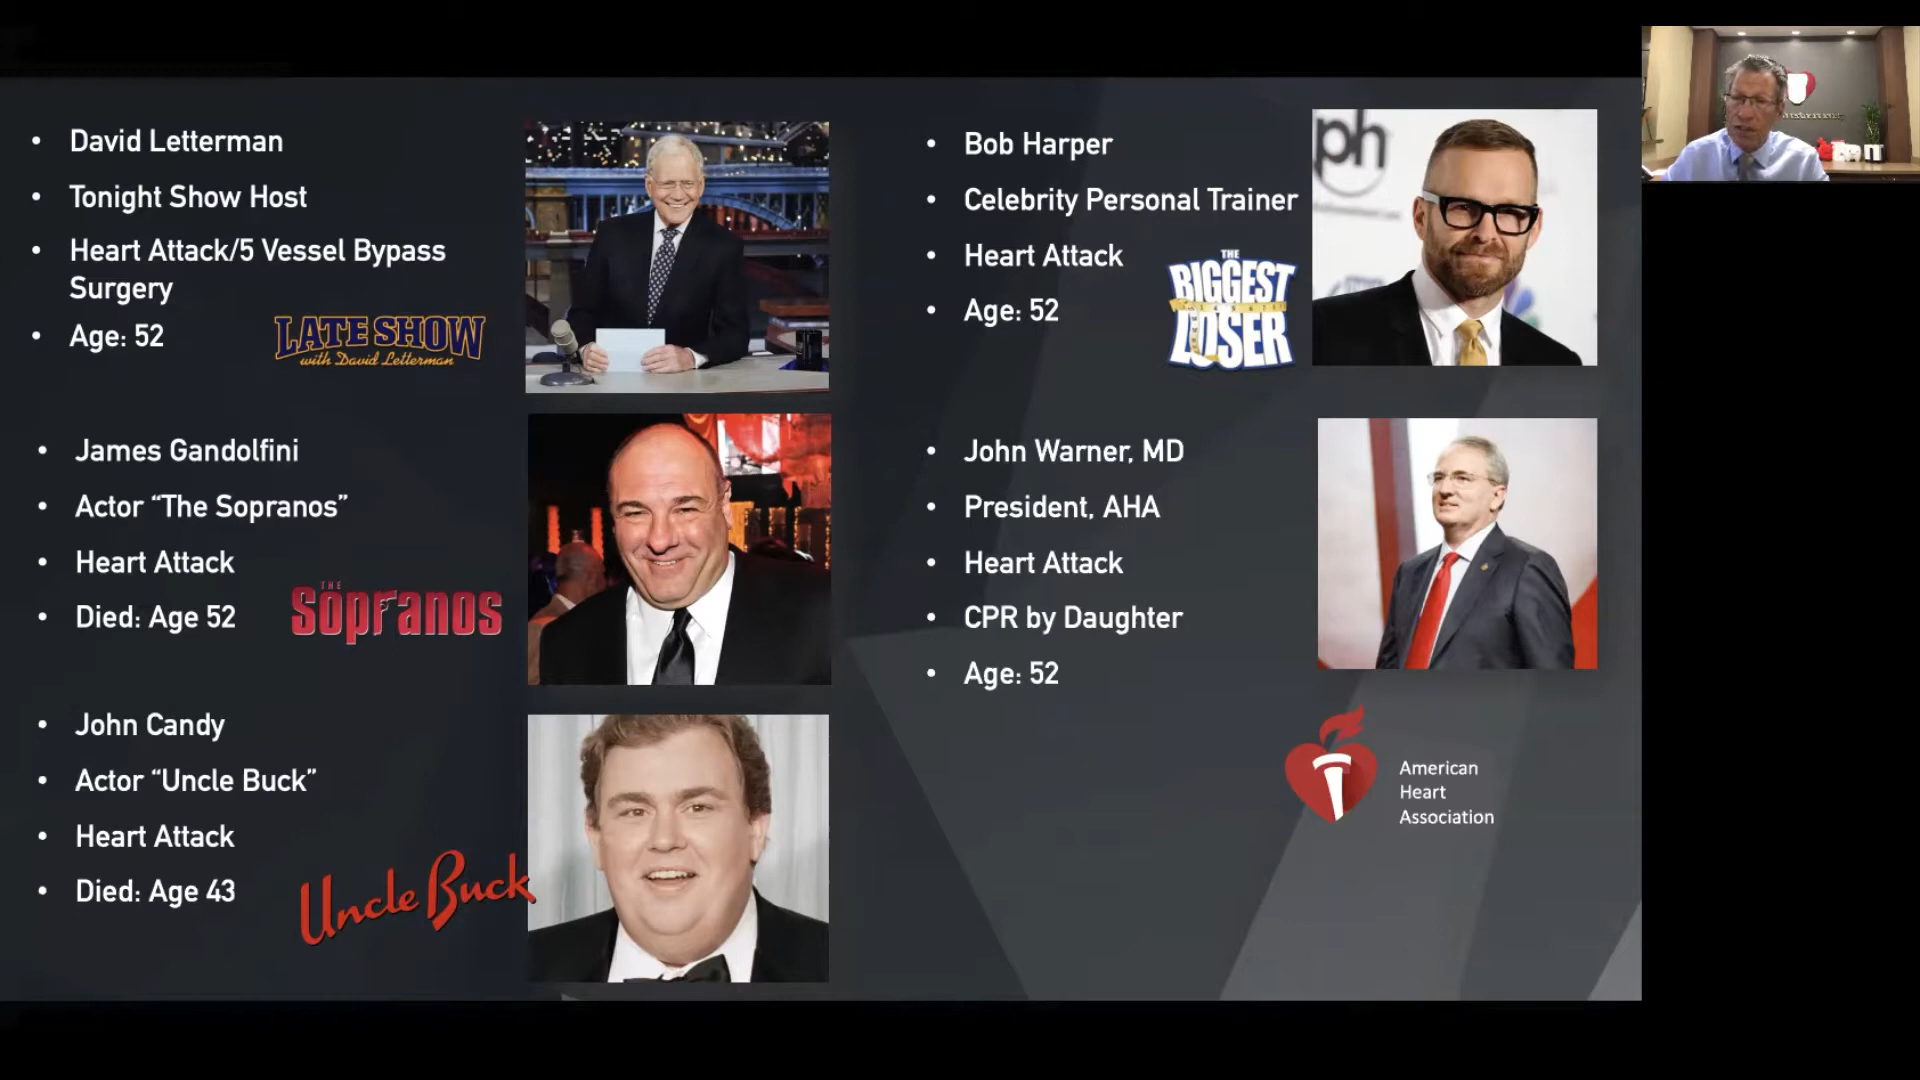 • David Letterman
• Tonight Show Host
• Heart Attack/5 Vessel Bypass
Surgery
• Age: 52
LATE SHOW
with David Letterman
• James Gandolfini
• Actor “The Sopranos”
• Heart Attack
• Died: Age 52
THE
Sopranos
• John Candy
• Actor “Uncle Buck”
• Heart Attack
• Died: Age 43
Uncle Buck
• Bob Harper
• Celebrity Personal Trainer
• Heart Attack
• Age: 52
THE
BIGGEST
LOSER
ph
• John Warner, MD
• President, AHA
• Heart Attack
• CPR by Daughter
• Age: 52
American
Heart
Association